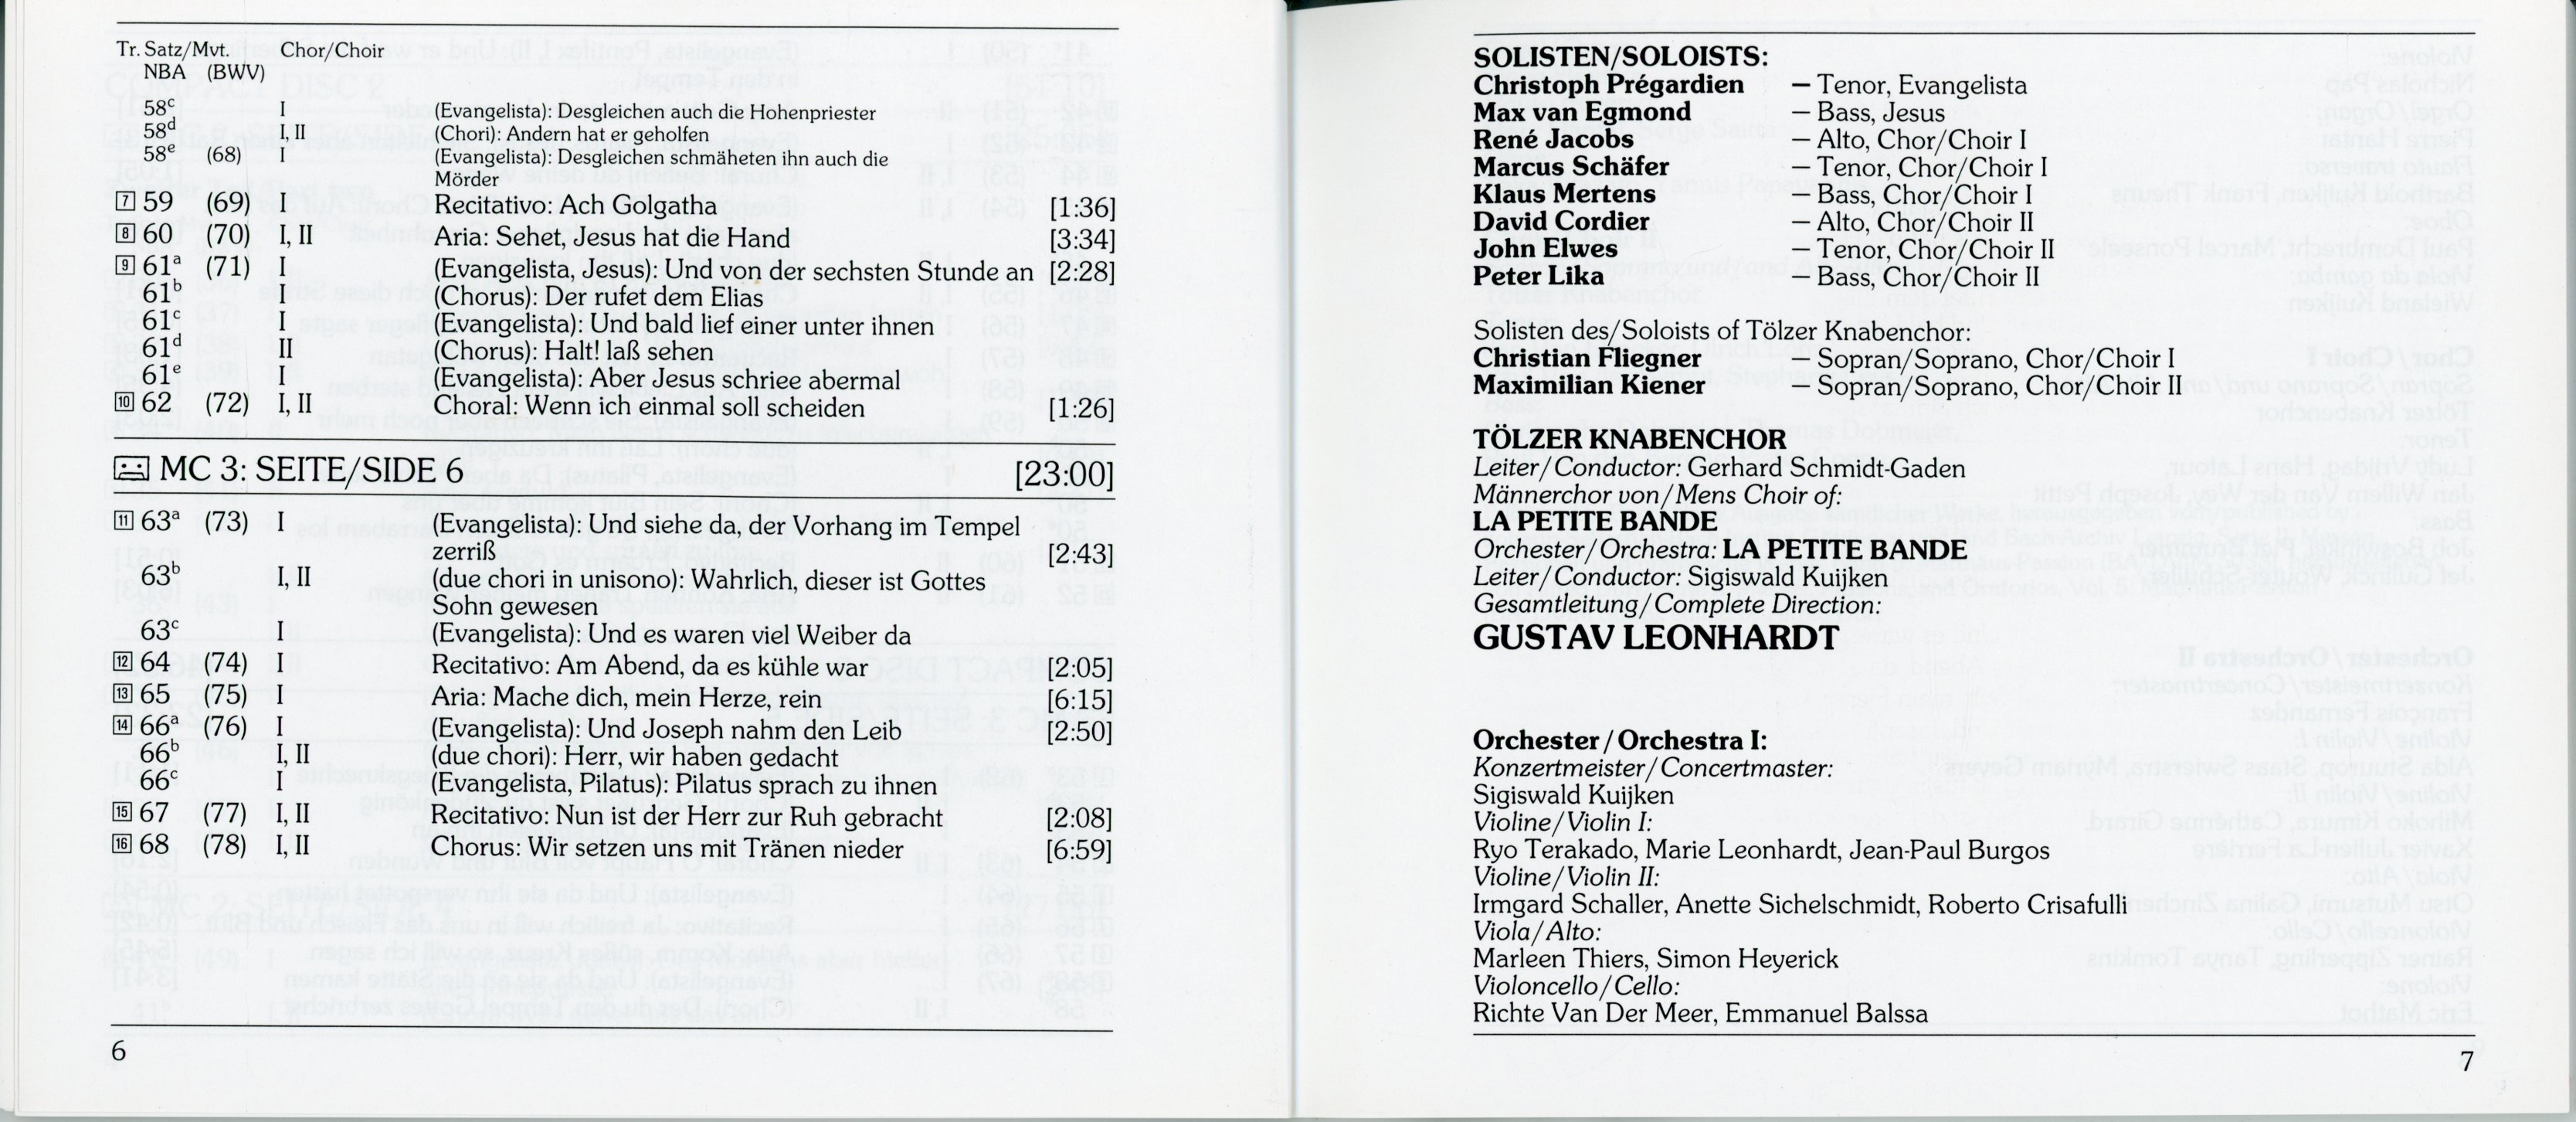 Tr. Satz/Mvt. Chor/Choir
NBA (BWV)
58c I (Evangelista): Desgleichen auch die Hohenpriester
58d I, II (Chori): Andern hat er geholfen
58e (68) I (Evangelista): Desgleichen schmäheten ihn auch die
Mörder
7 59 (69) I Recitativo: Ach Golgatha [1:36]
8 60 (70) I, II Aria: Sehet, Jesus hat die Hand [3:34]
9 61a (71) I (Evangelista, Jesus): Und von der sechsten Stunde an [2:28]
61b I (Chorus): Der rufet dem Elias
61c I (Evangelista): Und bald lief einer unter ihnen
61d II (Chorus): Halt! laß sehen
61e I (Evangelista): Aber Jesus schriee abermal
10 62 (72) I, II Choral: Wenn ich einmal soll scheiden [1:26]
MC 3: SEITE/SIDE 6 [23:00]
11 63a (73) I (Evangelista): Und siehe da, der Vorhang im Tempel
zerriß [2:43]
63b I, II (due chori in unisono): Wahrlich, dieser ist Gottes
Sohn gewesen
63c I (Evangelista): Und es waren viel Weiber da
12 64 (74) I Recitativo: Am Abend, da es kühle war [2:05]
13 65 (75) I Aria: Mache dich, mein Herze, rein [6:15]
14 66a (76) I (Evangelista): Und Joseph nahm den Leib [2:50]
66b I, II (due chori): Herr, wir haben gedacht
66c I (Evangelista, Pilatus): Pilatus sprach zu ihnen
15 67 (77) I, II Recitativo: Nun ist der Herr zur Ruh gebracht [2:08]
16 68 (78) I, II Chorus: Wir setzen uns mit Tränen nieder [6:59]
6
SOLISTEN/SOLOISTS:
Christoph Prégardien – Tenor, Evangelista
Max van Egmond – Bass, Jesus
René Jacobs – Alto, Chor/Choir I
Marcus Schäfer – Tenor, Chor/Choir I
Klaus Mertens – Bass, Chor/Choir I
David Cordier – Alto, Chor/Choir II
John Elwes – Tenor, Chor/Choir II
Peter Lika – Bass, Chor/Choir II
Solisten des/Soloists of Tölzer Knabenchor:
Christian Fliegner – Sopran/Soprano, Chor/Choir I
Maximilian Kiener – Sopran/Soprano, Chor/Choir II
TÖLZER KNABENCHOR
Leiter/Conductor: Gerhard Schmidt-Gaden
Männerchor von/Mens Choir of:
LA PETITE BANDE
Orchester/Orchestra: LA PETITE BANDE
Leiter/Conductor: Sigiswald Kuijken
Gesamtleitung/Complete Direction:
GUSTAV LEONHARDT
Orchester/Orchestra I:
Konzertmeister/Concertmaster:
Sigiswald Kuijken
Violine/Violin I:
Ryo Terakado, Marie Leonhardt, Jean-Paul Burgos
Violine/Violin II:
Irmgard Schaller, Anette Sichelschmidt, Roberto Crisafulli
Viola/Alto:
Marleen Thiers, Simon Heyerick
Violoncello/Cello:
Richte Van Der Meer, Emmanuel Balssa
7